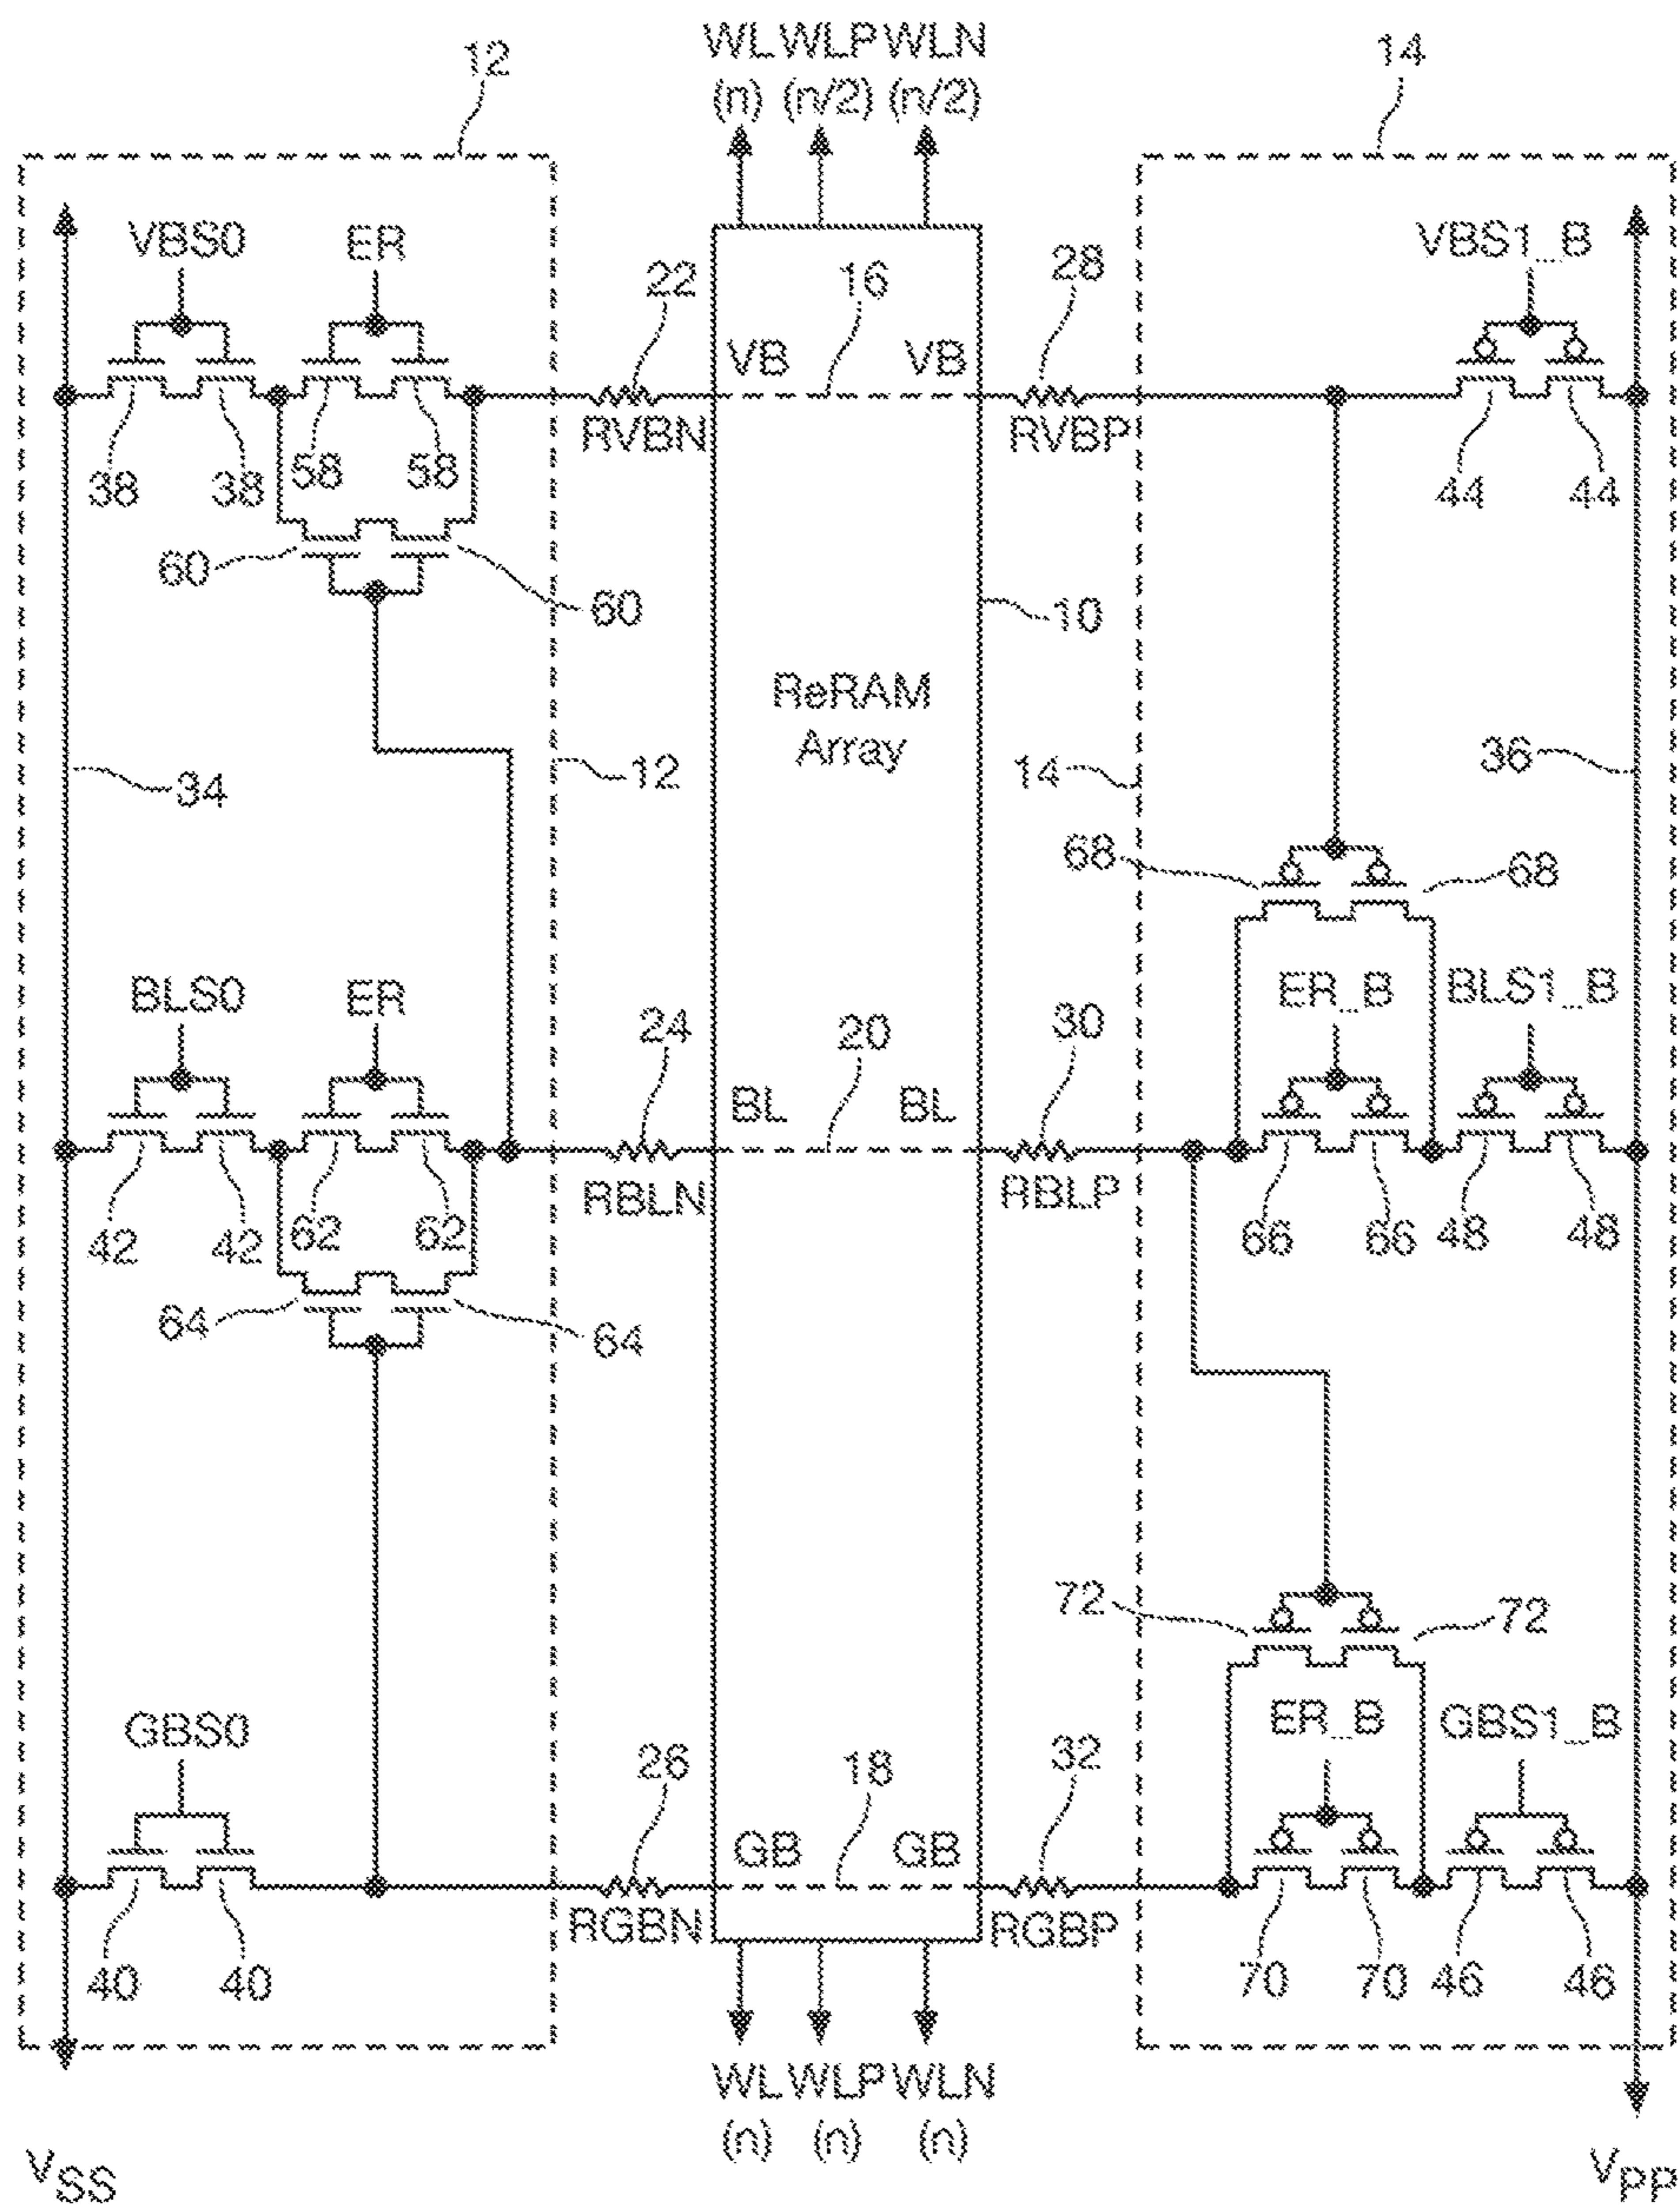 12
WL WLP WLN
14
(n) (n/2) (n/2)
VBS0 ER
22
16
28
VBS1_B
VB VB
RVBN
RVBP
38 38 58 58
44 44
60
60
10
ReRAM
Array
34
12
14
36
68
68
BLS0 ER
24
20
30
ER_B BLS1_B
BL BL
RBLN
RBLP
42 42 62 62
66 66 48 48
64
64
72
72
GBS0
26
18
32
ER_B GBS1_B
GB GB
RGBN
RGBP
40 40
70 70 46 46
WL WLP WLN
(n) (n) (n)
VSS
VPP